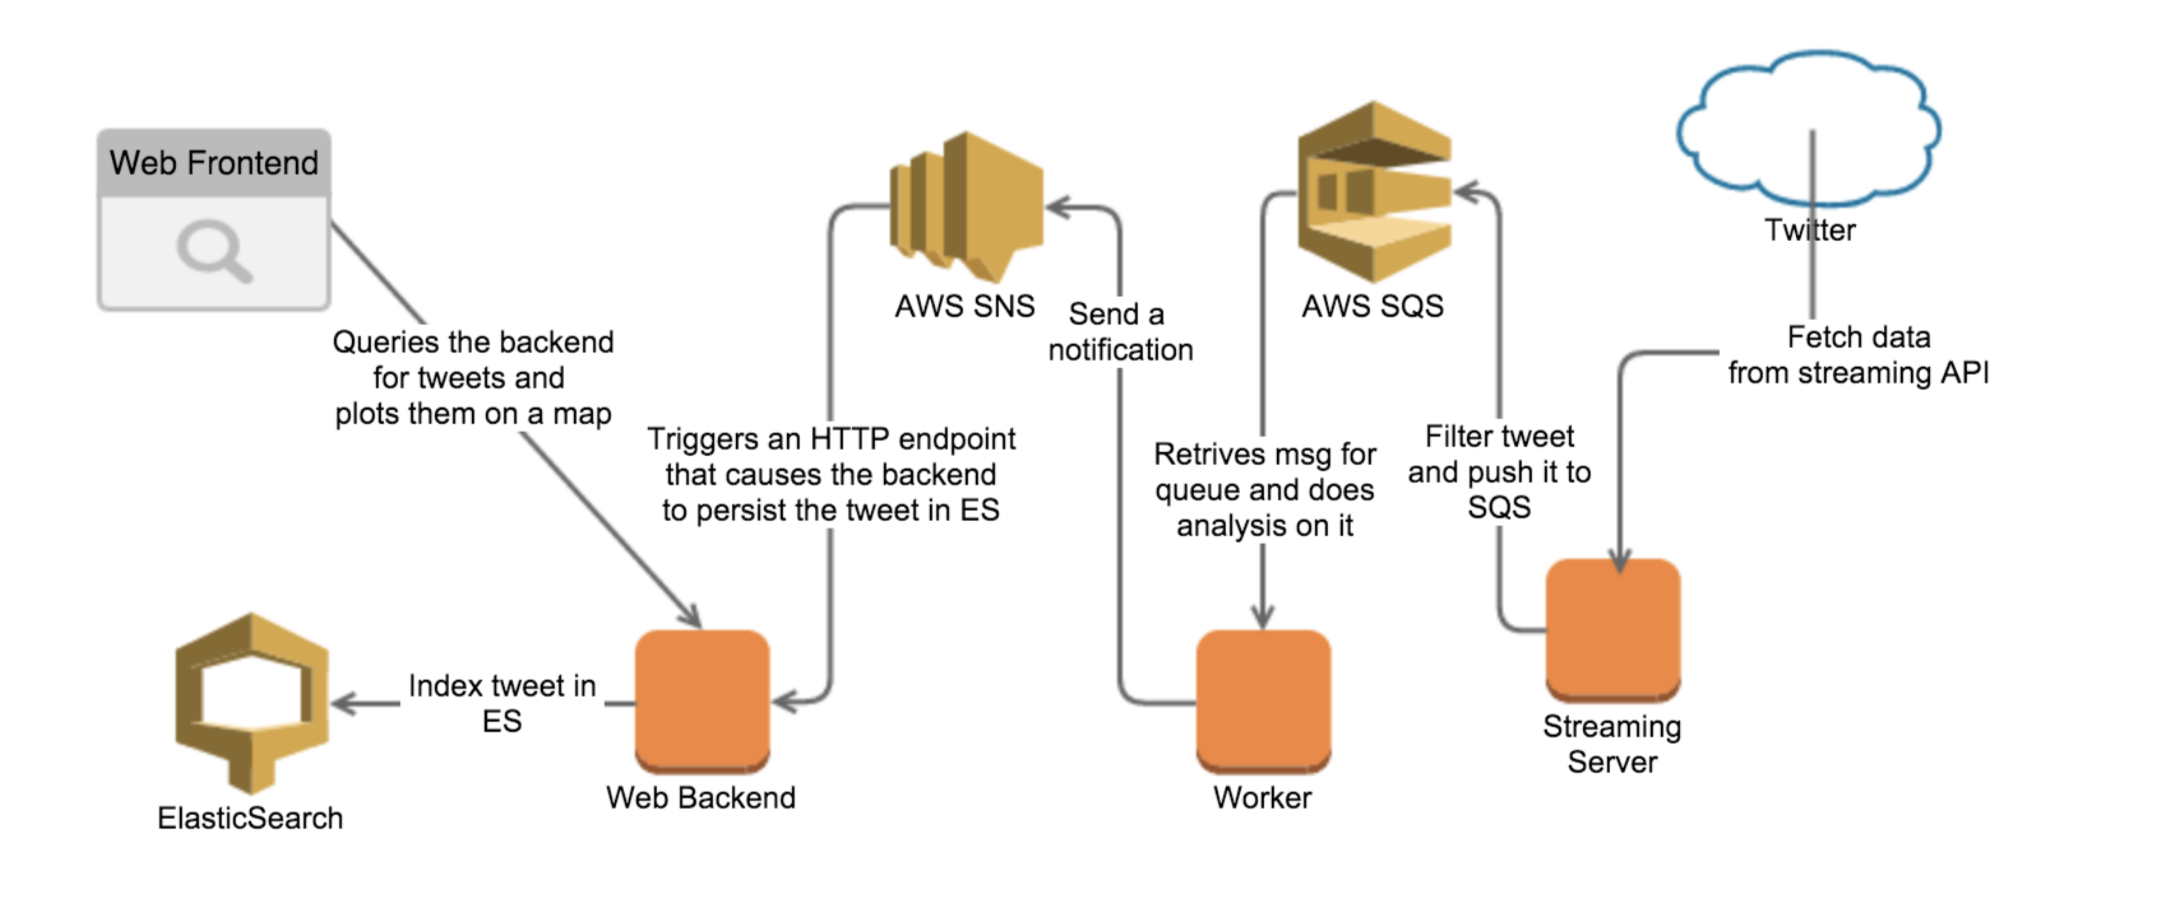 Web Frontend
Queries the backend
for tweets and
plots them on a map
AWS SNS
Send a
notification
AWS SQS
Twitter
Fetch data
from streaming API
Triggers an HTTP endpoint
that causes the backend
to persist the tweet in ES
Retrives msg for
queue and does
analysis on it
Filter tweet
and push it to
SQS
Index tweet in
ES
ElasticSearch
Web Backend
Worker
Streaming
Server